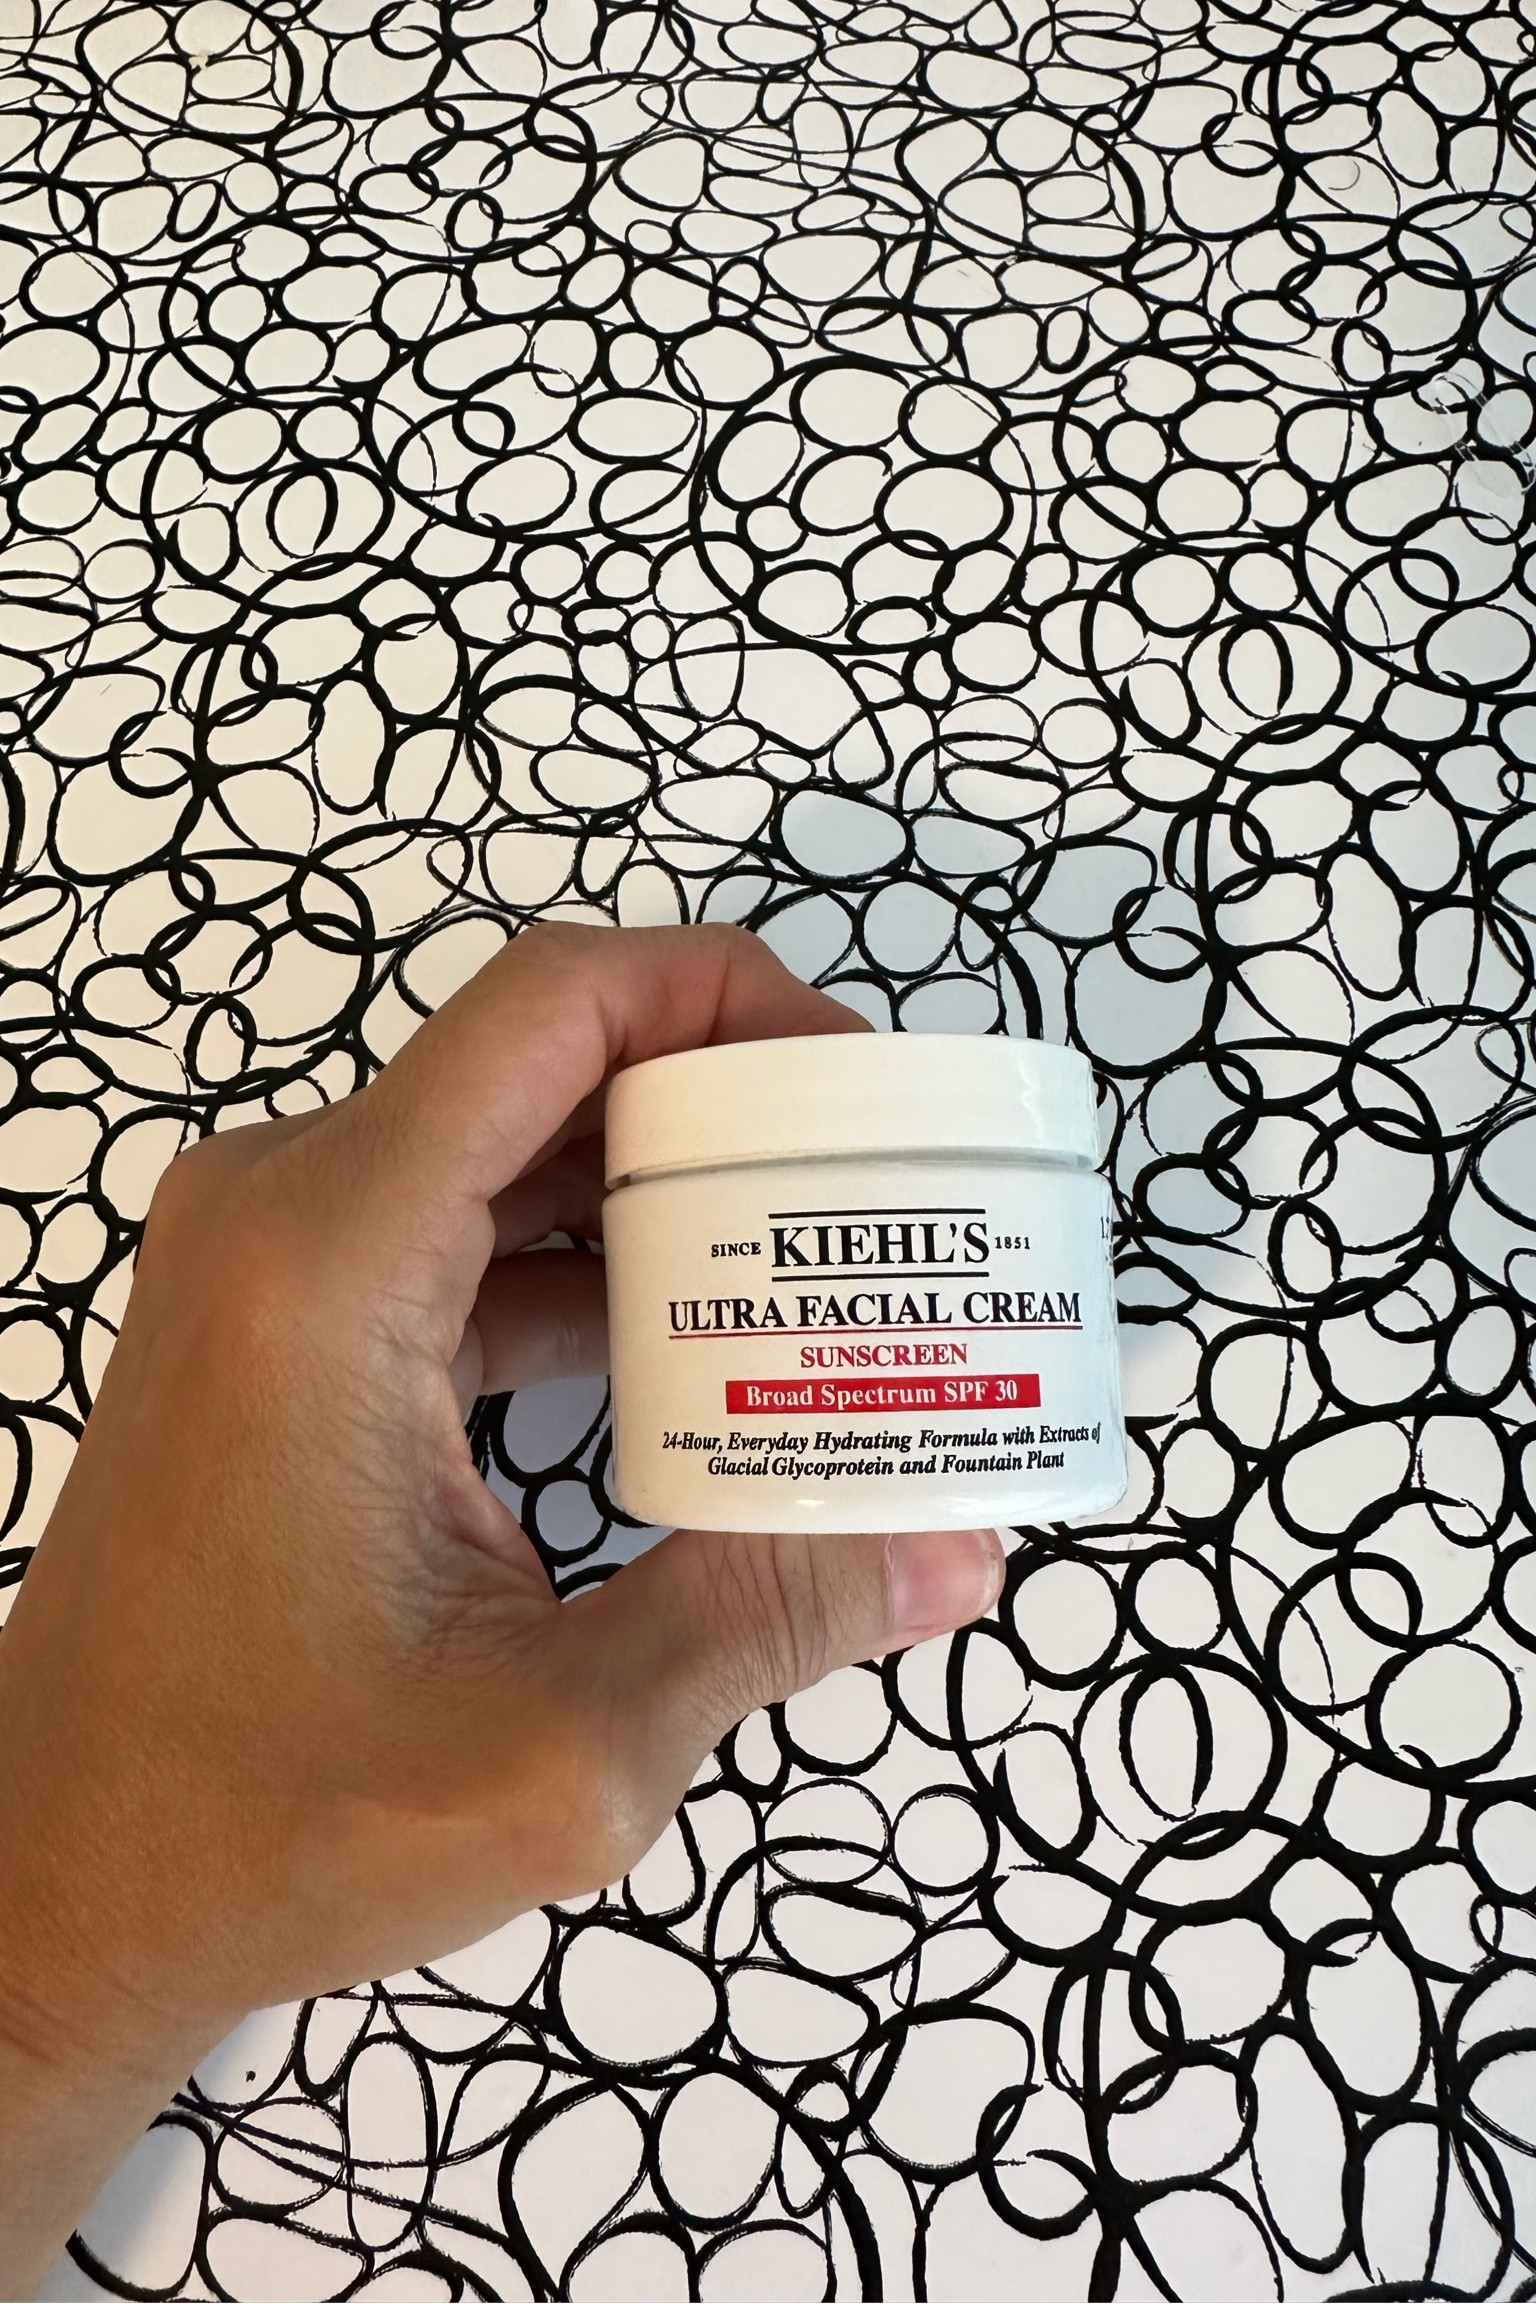 SINCE KIEHL'S 1851
ULTRA FACIAL CREAM
SUNSCREEN
Broad Spectrum SPF 30
24-Hour, Everyday Hydrating Formula with Extracts of
Glacial Glycoprotein and Fountain Plant